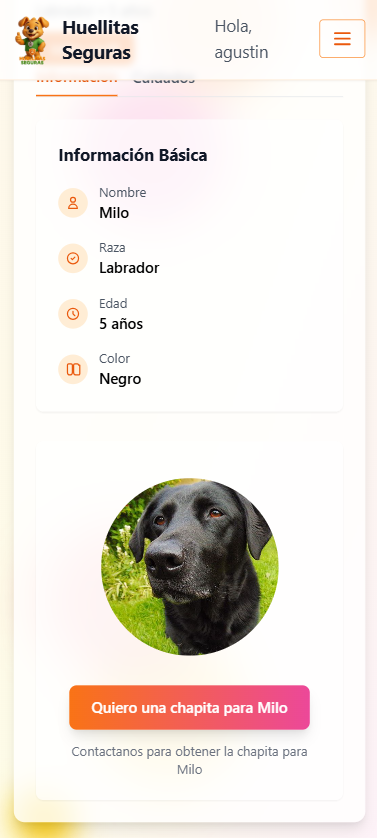 Huellitas
Seguras
Hola,
agustin
SEGURAS
Información
Cuidados
Información Básica
Nombre
Milo
Raza
Labrador
Edad
5 años
Color
Negro
Quiero una chapita para Milo
Contactanos para obtener la chapita para
Milo